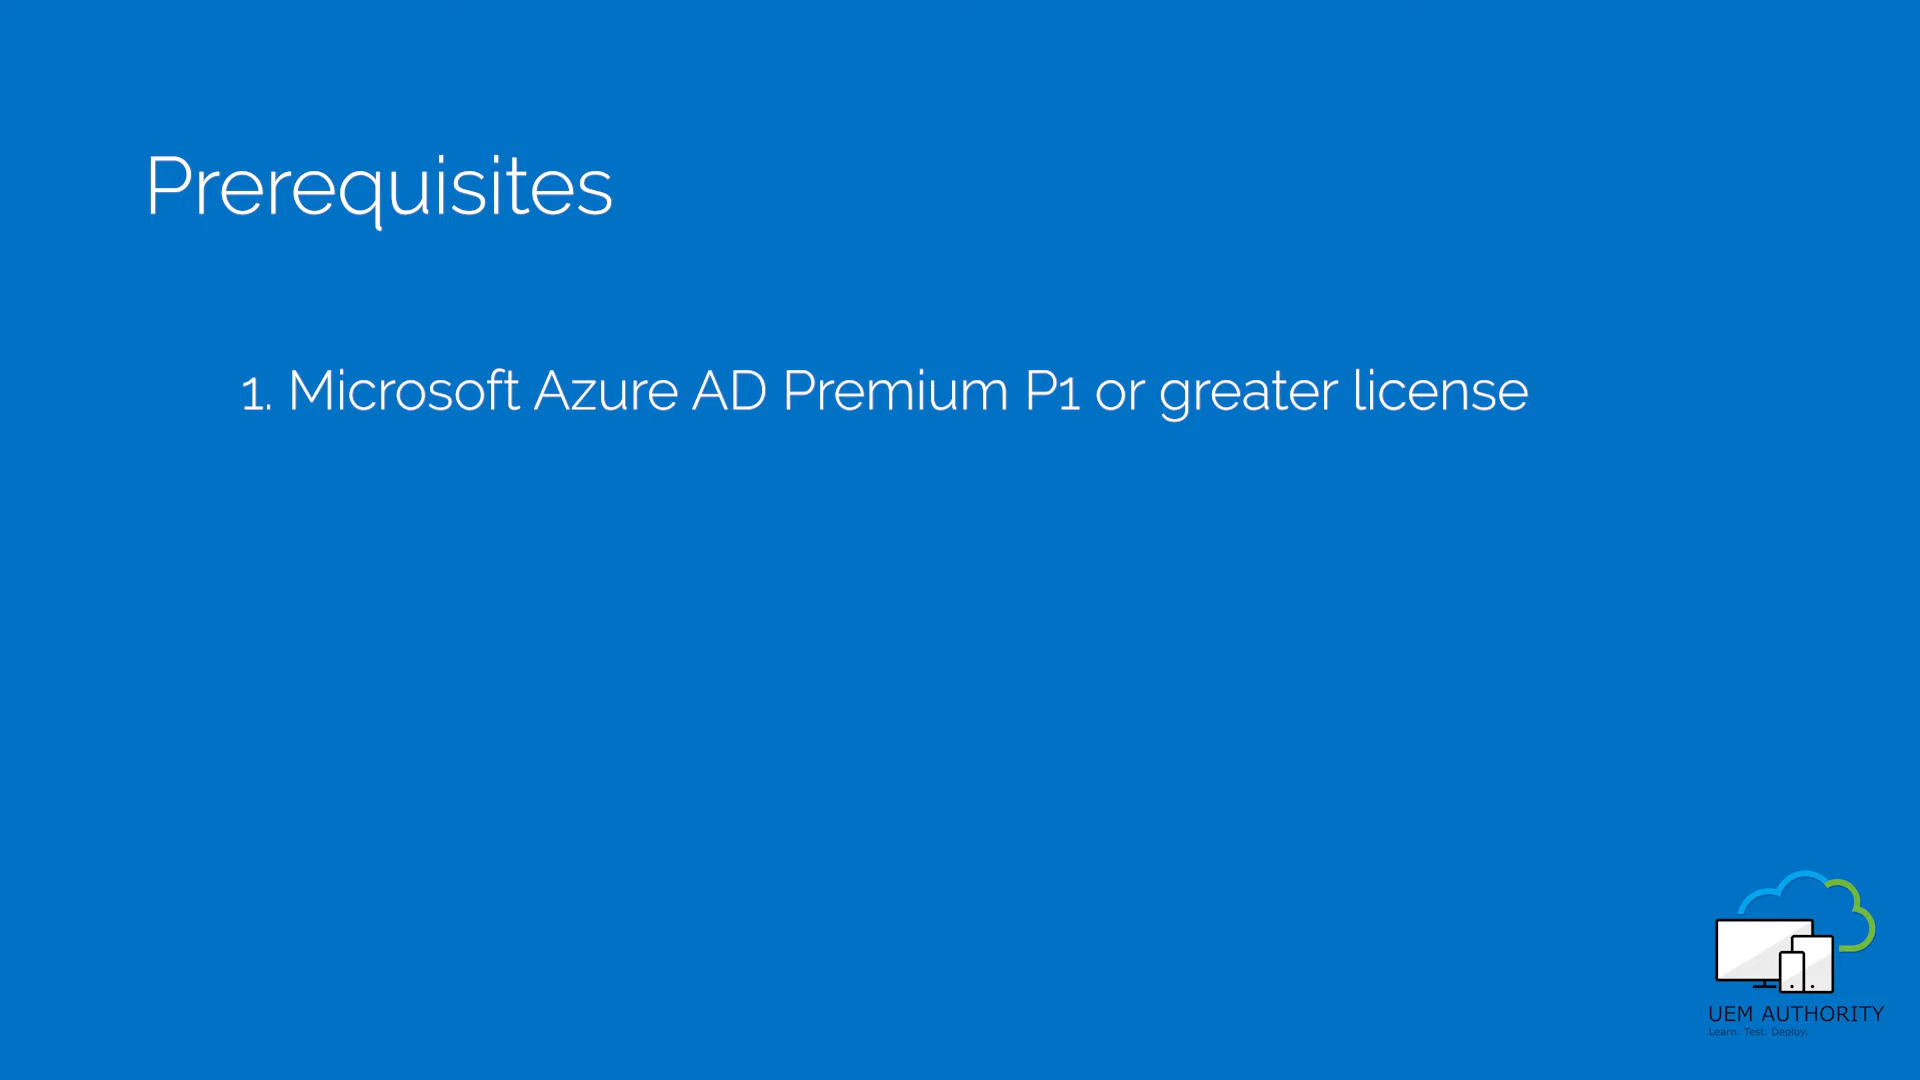 Prerequisites
1. Microsoft Azure AD Premium P1 or greater license
UEM AUTHORITY
Learn. Test. Deploy.